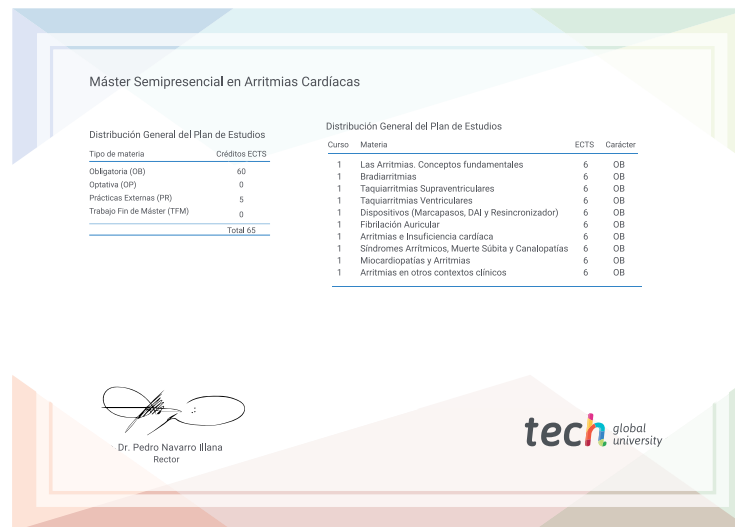 Máster Semipresencial en Arritmias Cardíacas
Distribución General del Plan de Estudios
Tipo de materia Créditos ECTS
Obligatoria (OB) 60
Optativa (OP) 0
Prácticas Externas (PR) 5
Trabajo Fin de Máster (TFM) 0
Total 65
Distribución General del Plan de Estudios
Curso Materia ECTS Carácter
1 Las Arritmias. Conceptos fundamentales 6 OB
1 Bradiarritmias 6 OB
1 Taquiarritmias Supraventriculares 6 OB
1 Taquiarritmias Ventriculares 6 OB
1 Dispositivos (Marcapasos, DAI y Resincronizador) 6 OB
1 Fibrilación Auricular 6 OB
1 Arritmias e Insuficiencia cardíaca 6 OB
1 Síndromes Arrítmicos, Muerte Súbita y Canalopatías 6 OB
1 Miocardiopatías y Arritmias 6 OB
1 Arritmias en otros contextos clínicos 6 OB
Dr. Pedro Navarro Illana
Rector
tech global
university